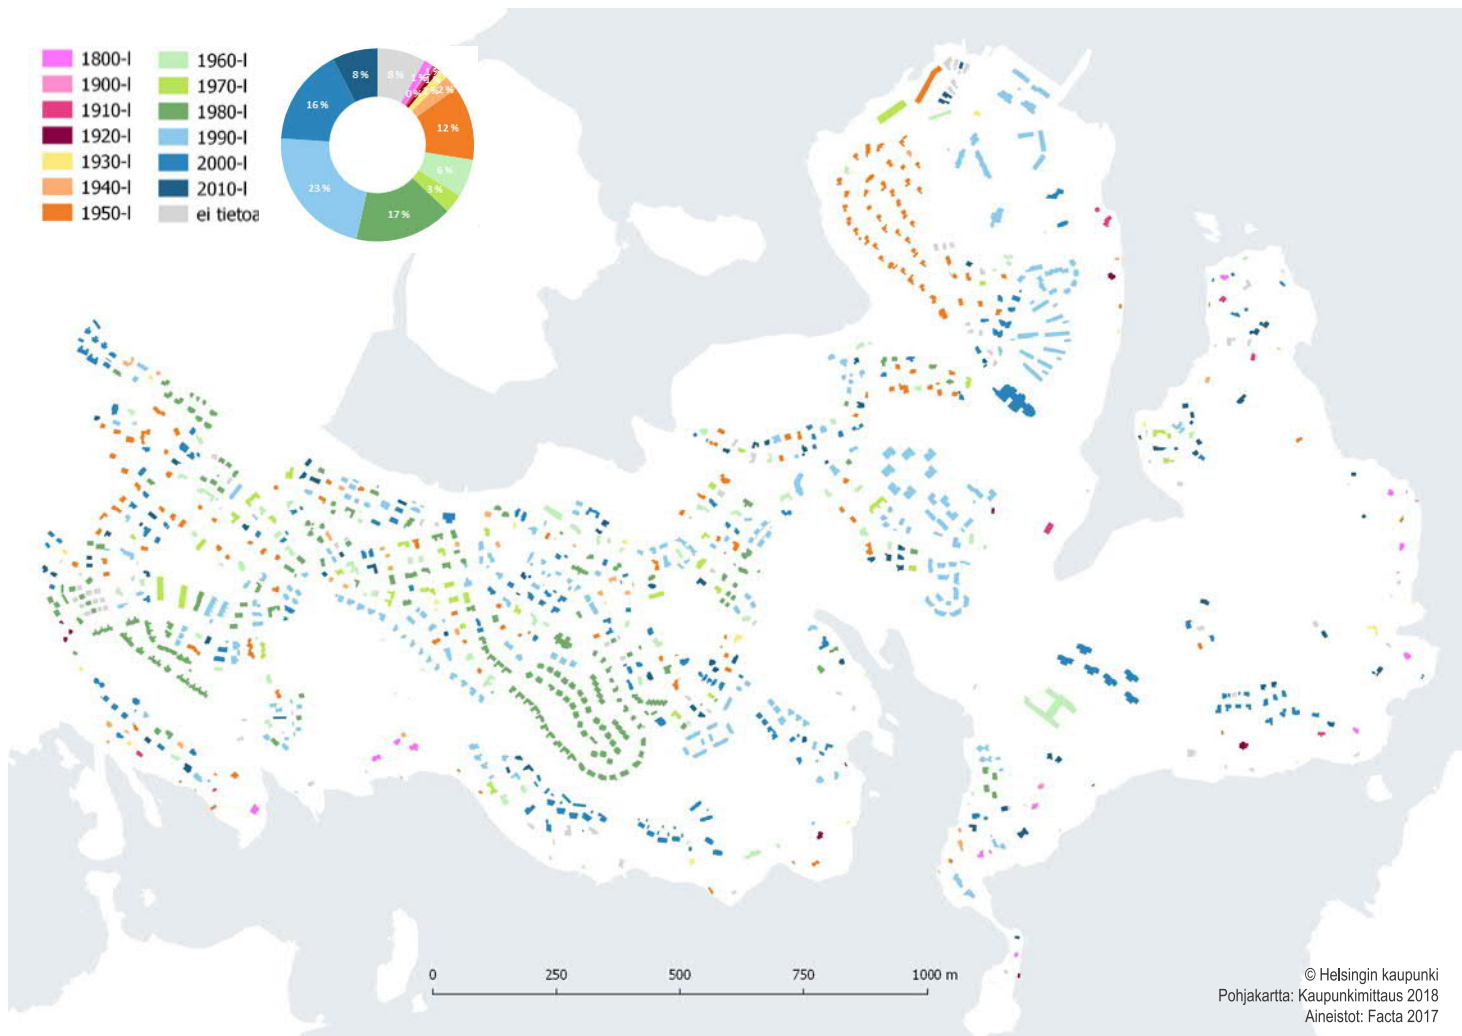 1800-l
1900-l
1910-l
1920-l
1930-l
1940-l
1950-l
1960-l
1970-l
1980-l
1990-l
2000-l
2010-l
ei tietoa
8 %
8 %
16 %
12 %
6 %
3 %
23 %
17 %
0 250 500 750 1000 m
© Helsingin kaupunki
Pohjakartta: Kaupunkimittaus 2018
Aineistot: Facta 2017